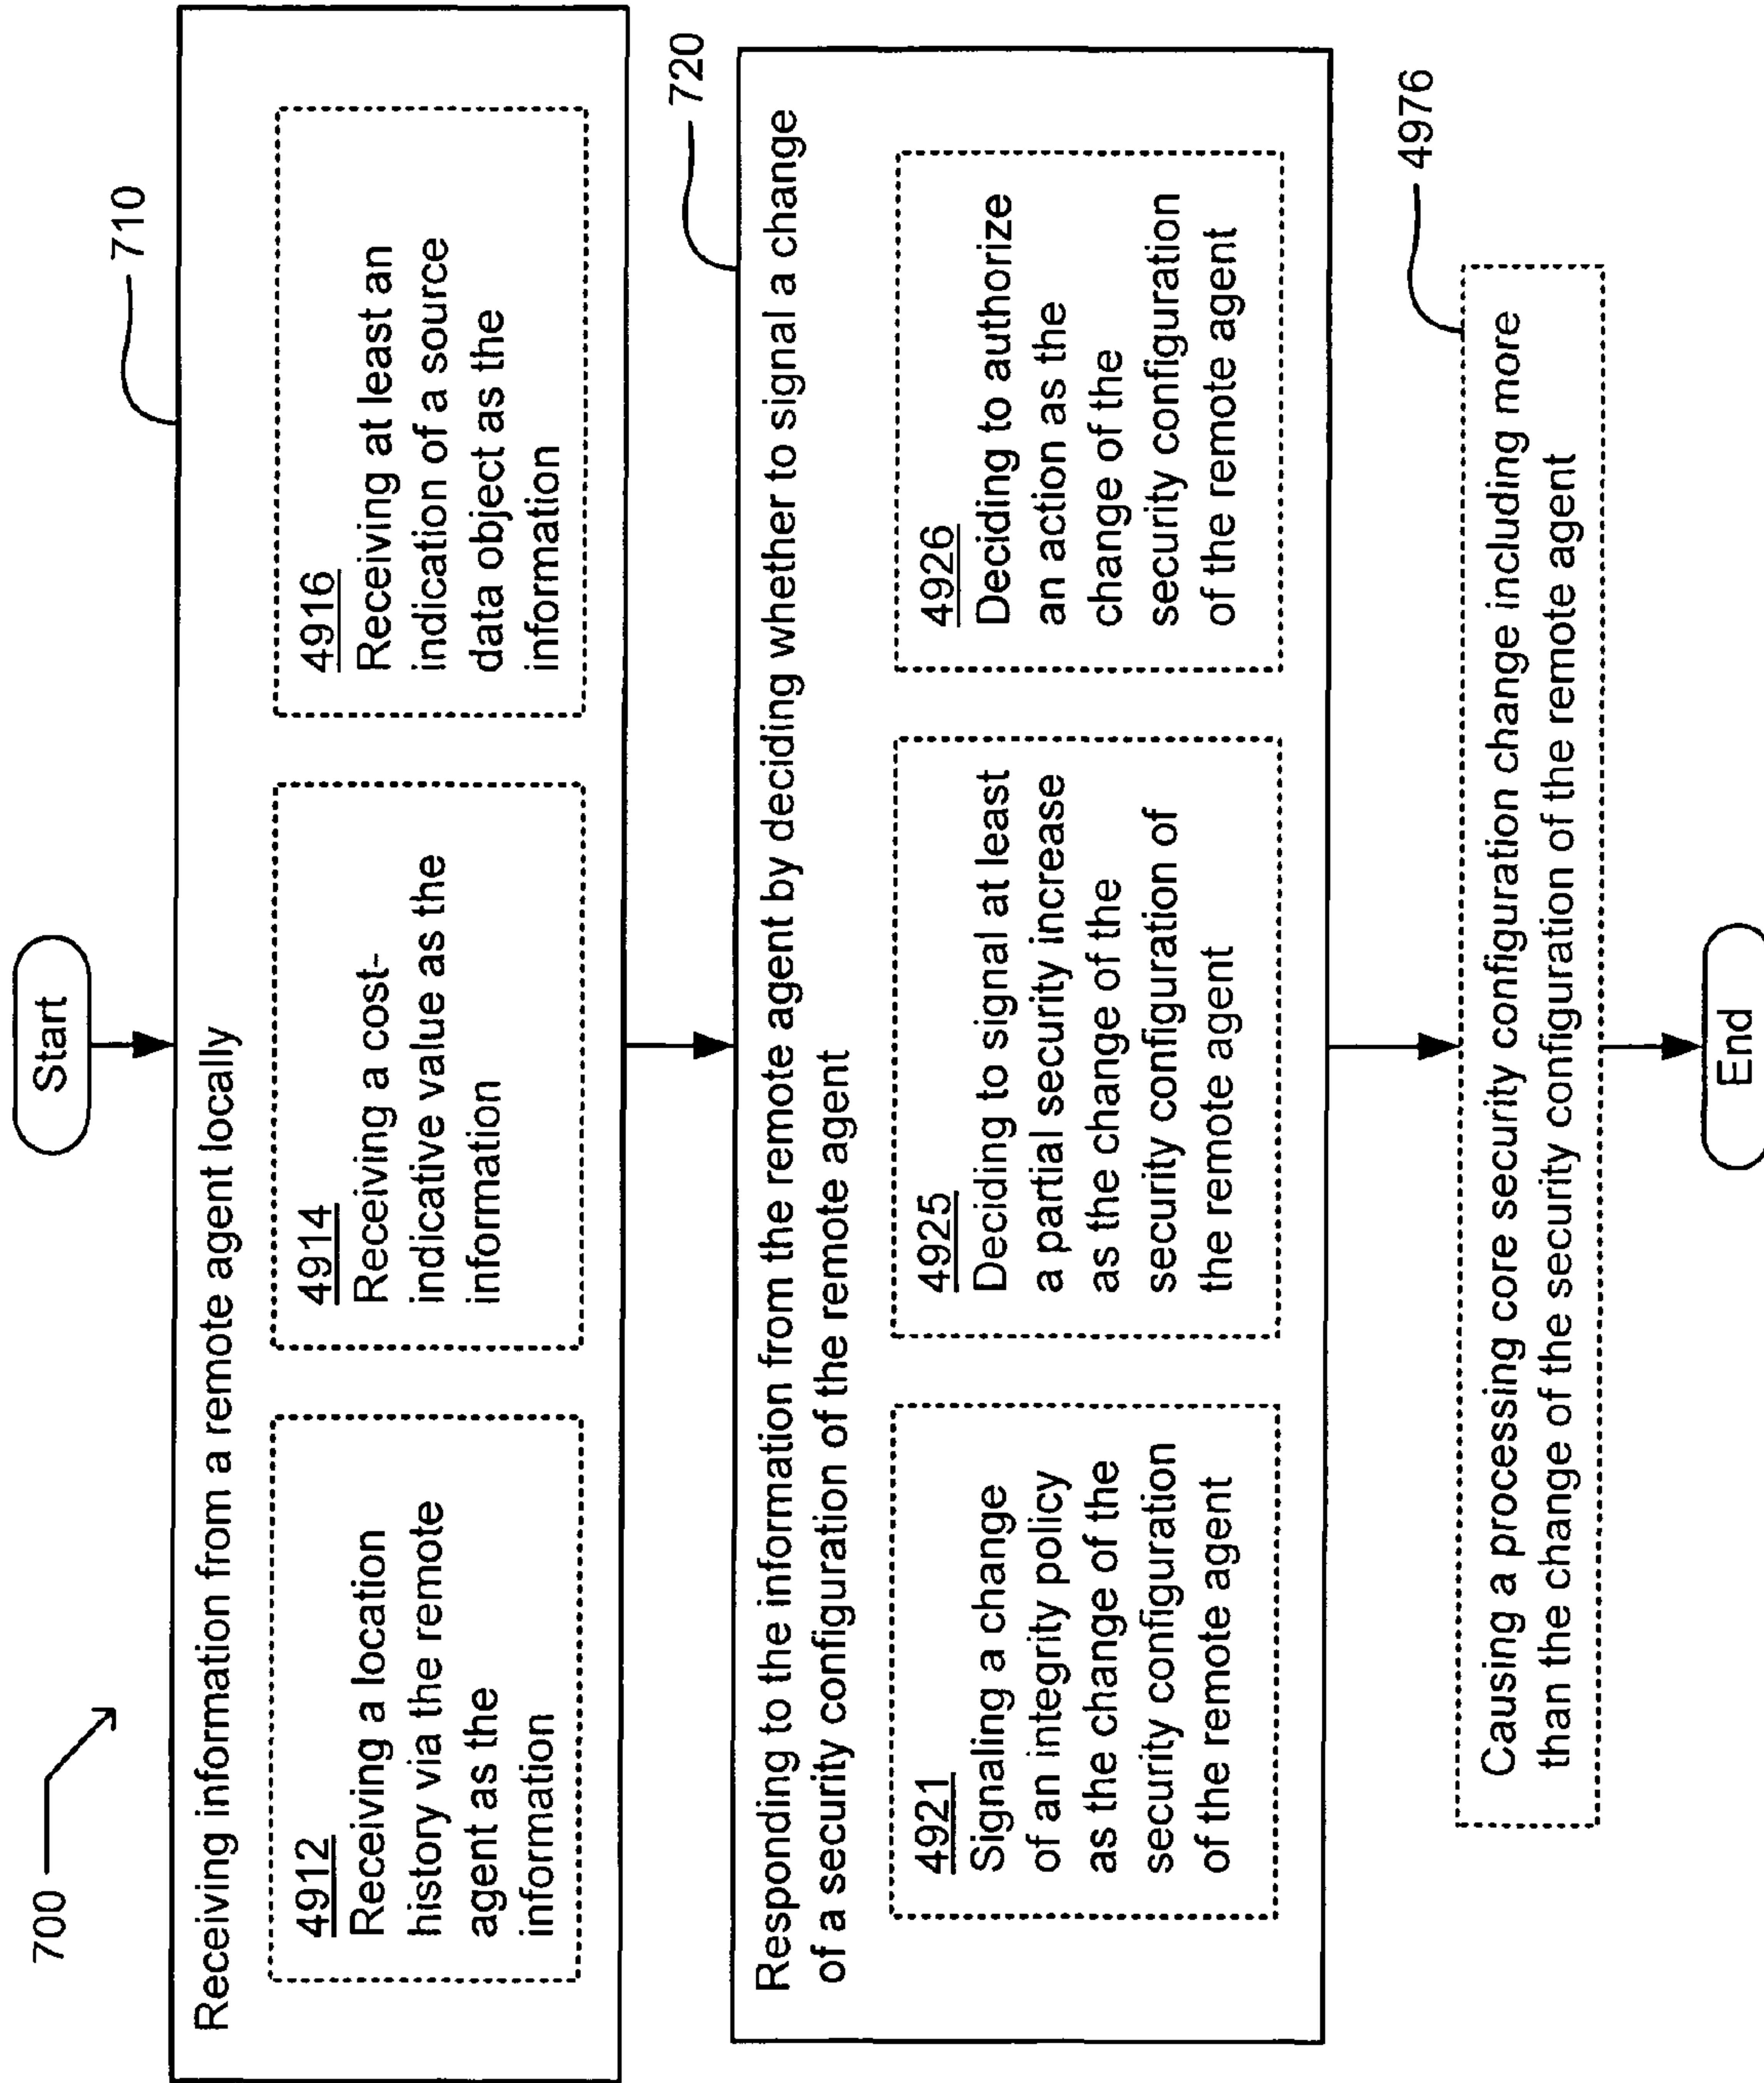 700
Start
710
Receiving information from a remote agent locally
4912
Receiving a location
history via the remote
agent as the
information
4914
Receiving a cost-
indicative value as the
information
4916
Receiving at least an
indication of a source
data object as the
information
720
Responding to the information from the remote agent by deciding whether to signal a change
of a security configuration of the remote agent
4921
Signaling a change
of an integrity policy
as the change of the
security configuration
of the remote agent
4925
Deciding to signal at least
a partial security increase
as the change of the
security configuration of
the remote agent
4926
Deciding to authorize
an action as the
change of the
security configuration
of the remote agent
4976
Causing a processing core security configuration change including more
than the change of the security configuration of the remote agent
End